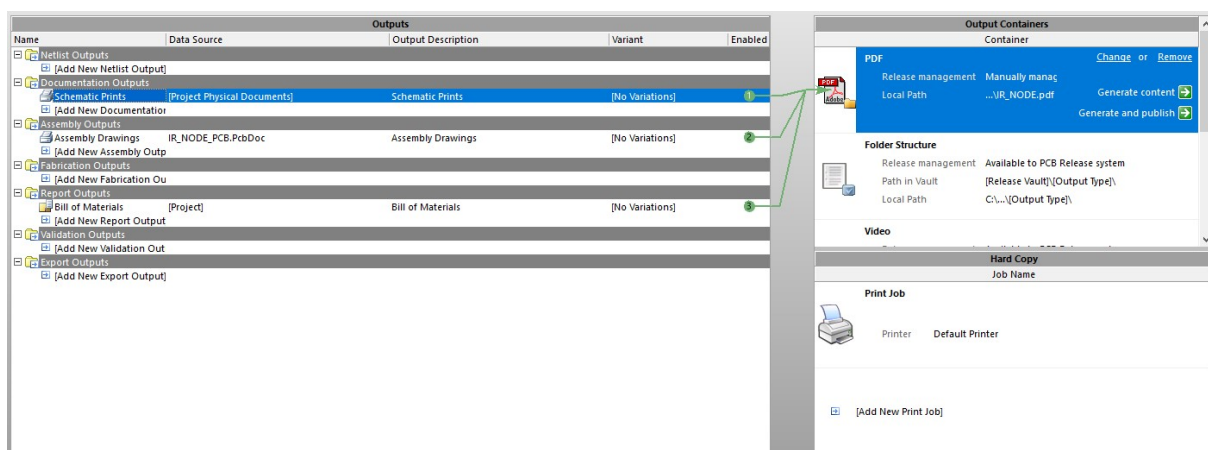 Outputs
Name Data Source Output Description Variant Enabled
Netlist Outputs
[Add New Netlist Output]
Documentation Outputs
Schematic Prints [Project Physical Documents] Schematic Prints [No Variations] 1
[Add New Documentation
Assembly Outputs
Assembly Drawings IR_NODE_PCB.PcbDoc Assembly Drawings [No Variations] 2
[Add New Assembly Outp
Fabrication Outputs
[Add New Fabrication Ou
Report Outputs
Bill of Materials [Project] Bill of Materials [No Variations] 3
[Add New Report Output
Validation Outputs
[Add New Validation Out
Export Outputs
[Add New Export Output]
Output Containers
Container
PDF Change or Remove
Release management Manually manag
Local Path ...\IR_NODE.pdf Generate content
Generate and publish
PDF
Adobe
Folder Structure
Release management Available to PCB Release system
Path in Vault [Release Vault]\[Output Type]\
Local Path C:\...\[Output Type]\
Video
Hard Copy
Job Name
Print Job
Printer Default Printer
[Add New Print Job]